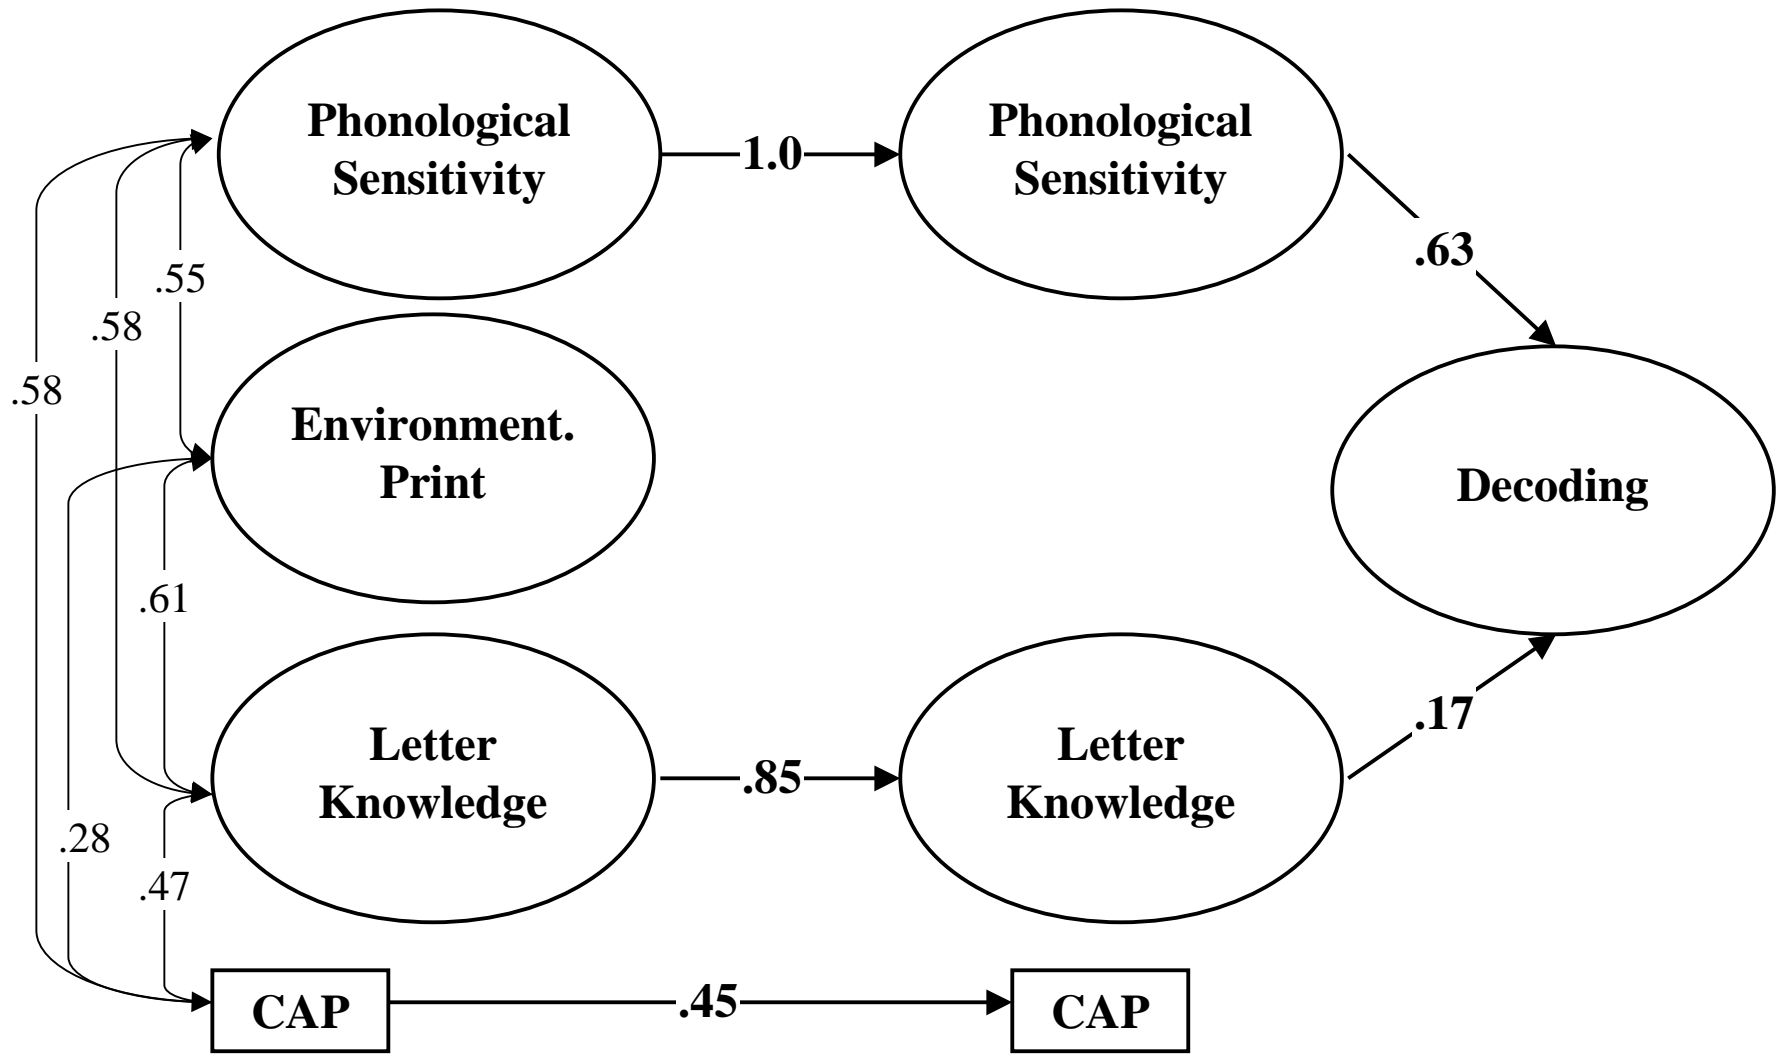 Phonological
Sensitivity
1.0
Phonological
Sensitivity
.63
.55
.58
.58
Environment.
Print
Decoding
.61
Letter
Knowledge
.85
Letter
Knowledge
.17
.28
.47
CAP
.45
CAP